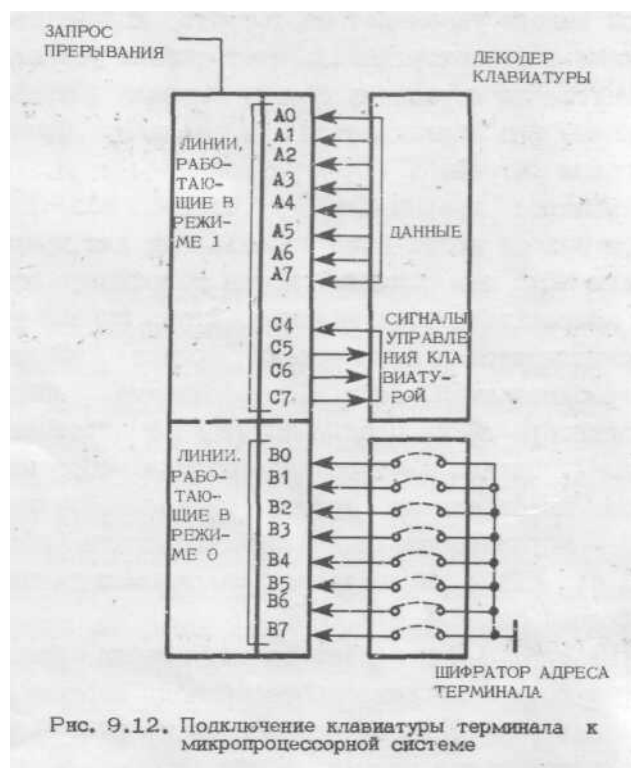 ЗАПРОС
ПРЕРЫВАНИЯ
ДЕКОДЕР
КЛАВИАТУРЫ
ЛИНИИ,
РАБО-
ТАЮ-
ЩИЕ В
РЕЖИ-
МЕ 1
A0
A1
A2
A3
A4
A5
A6
A7
C4
C5
C6
C7
ДАННЫЕ
СИГНАЛЫ
УПРАВЛЕ
НИЯ КЛА
ВИАТУ-
РОЙ
ЛИНИИ,
РАБО-
ТАЮ-
ЩИЕ В
РЕЖИ-
МЕ 0
B0
B1
B2
B3
B4
B5
B6
B7
ШИФРАТОР АДРЕСА
ТЕРМИНАЛА
Рис. 9.12. Подключение клавиатуры терминала к
микропроцессорной системе